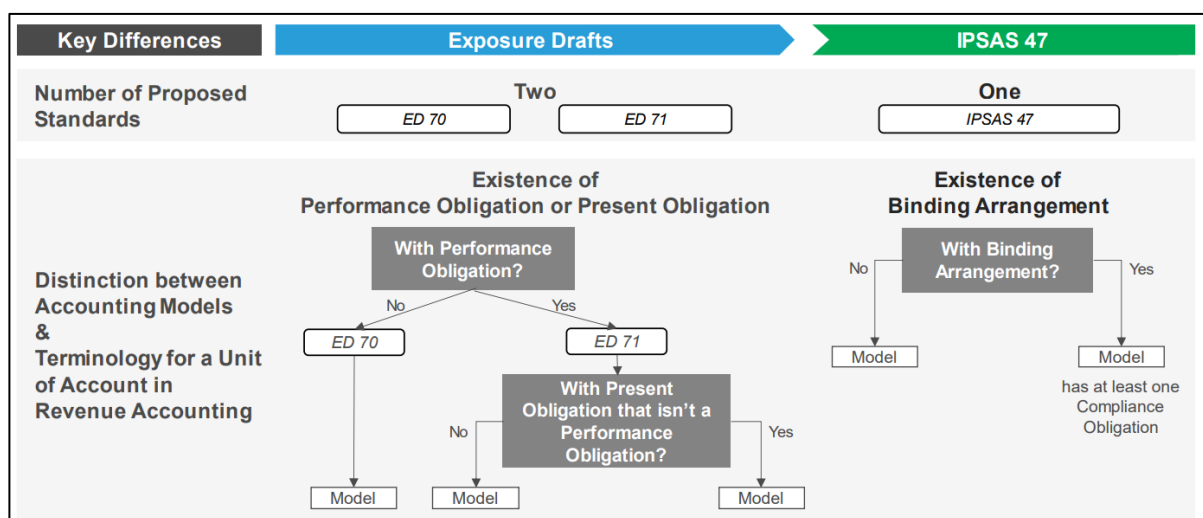 Key Differences
Exposure Drafts
IPSAS 47
Number of Proposed
Standards
Two
ED 70
ED 71
One
IPSAS 47
Distinction between
Accounting Models
&
Terminology for a Unit
of Account in
Revenue Accounting
Existence of
Performance Obligation or Present Obligation
With Performance
Obligation?
No
Yes
ED 70
ED 71
With Present
Obligation that isn't a
Performance
Obligation?
No
Yes
Model
Model
Model
Existence of
Binding Arrangement
With Binding
Arrangement?
No
Yes
Model
Model
has at least one
Compliance
Obligation